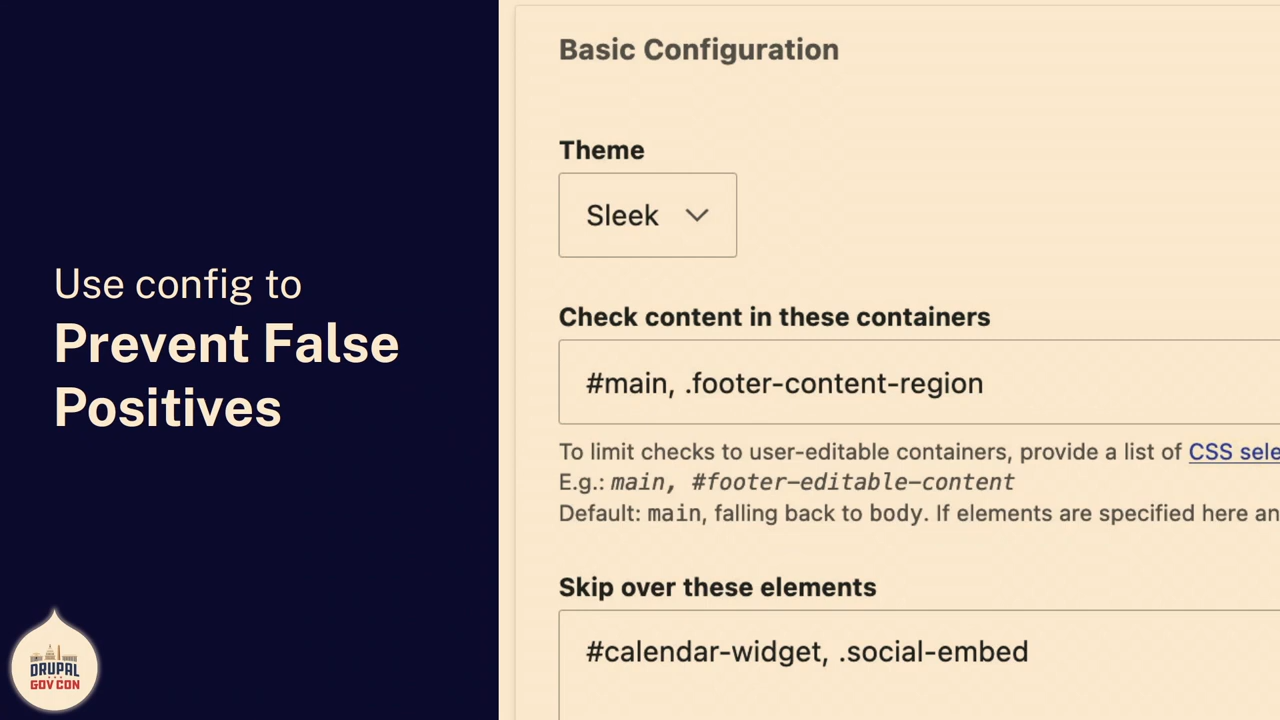 Use config to
Prevent False
Positives
DRUPAL
GOV CON
Basic Configuration
Theme
Sleek
Check content in these containers
#main, .footer-content-region
To limit checks to user-editable containers, provide a list of CSS sele
E.g.: main, #footer-editable-content
Default: main, falling back to body. If elements are specified here an
Skip over these elements
#calendar-widget, .social-embed